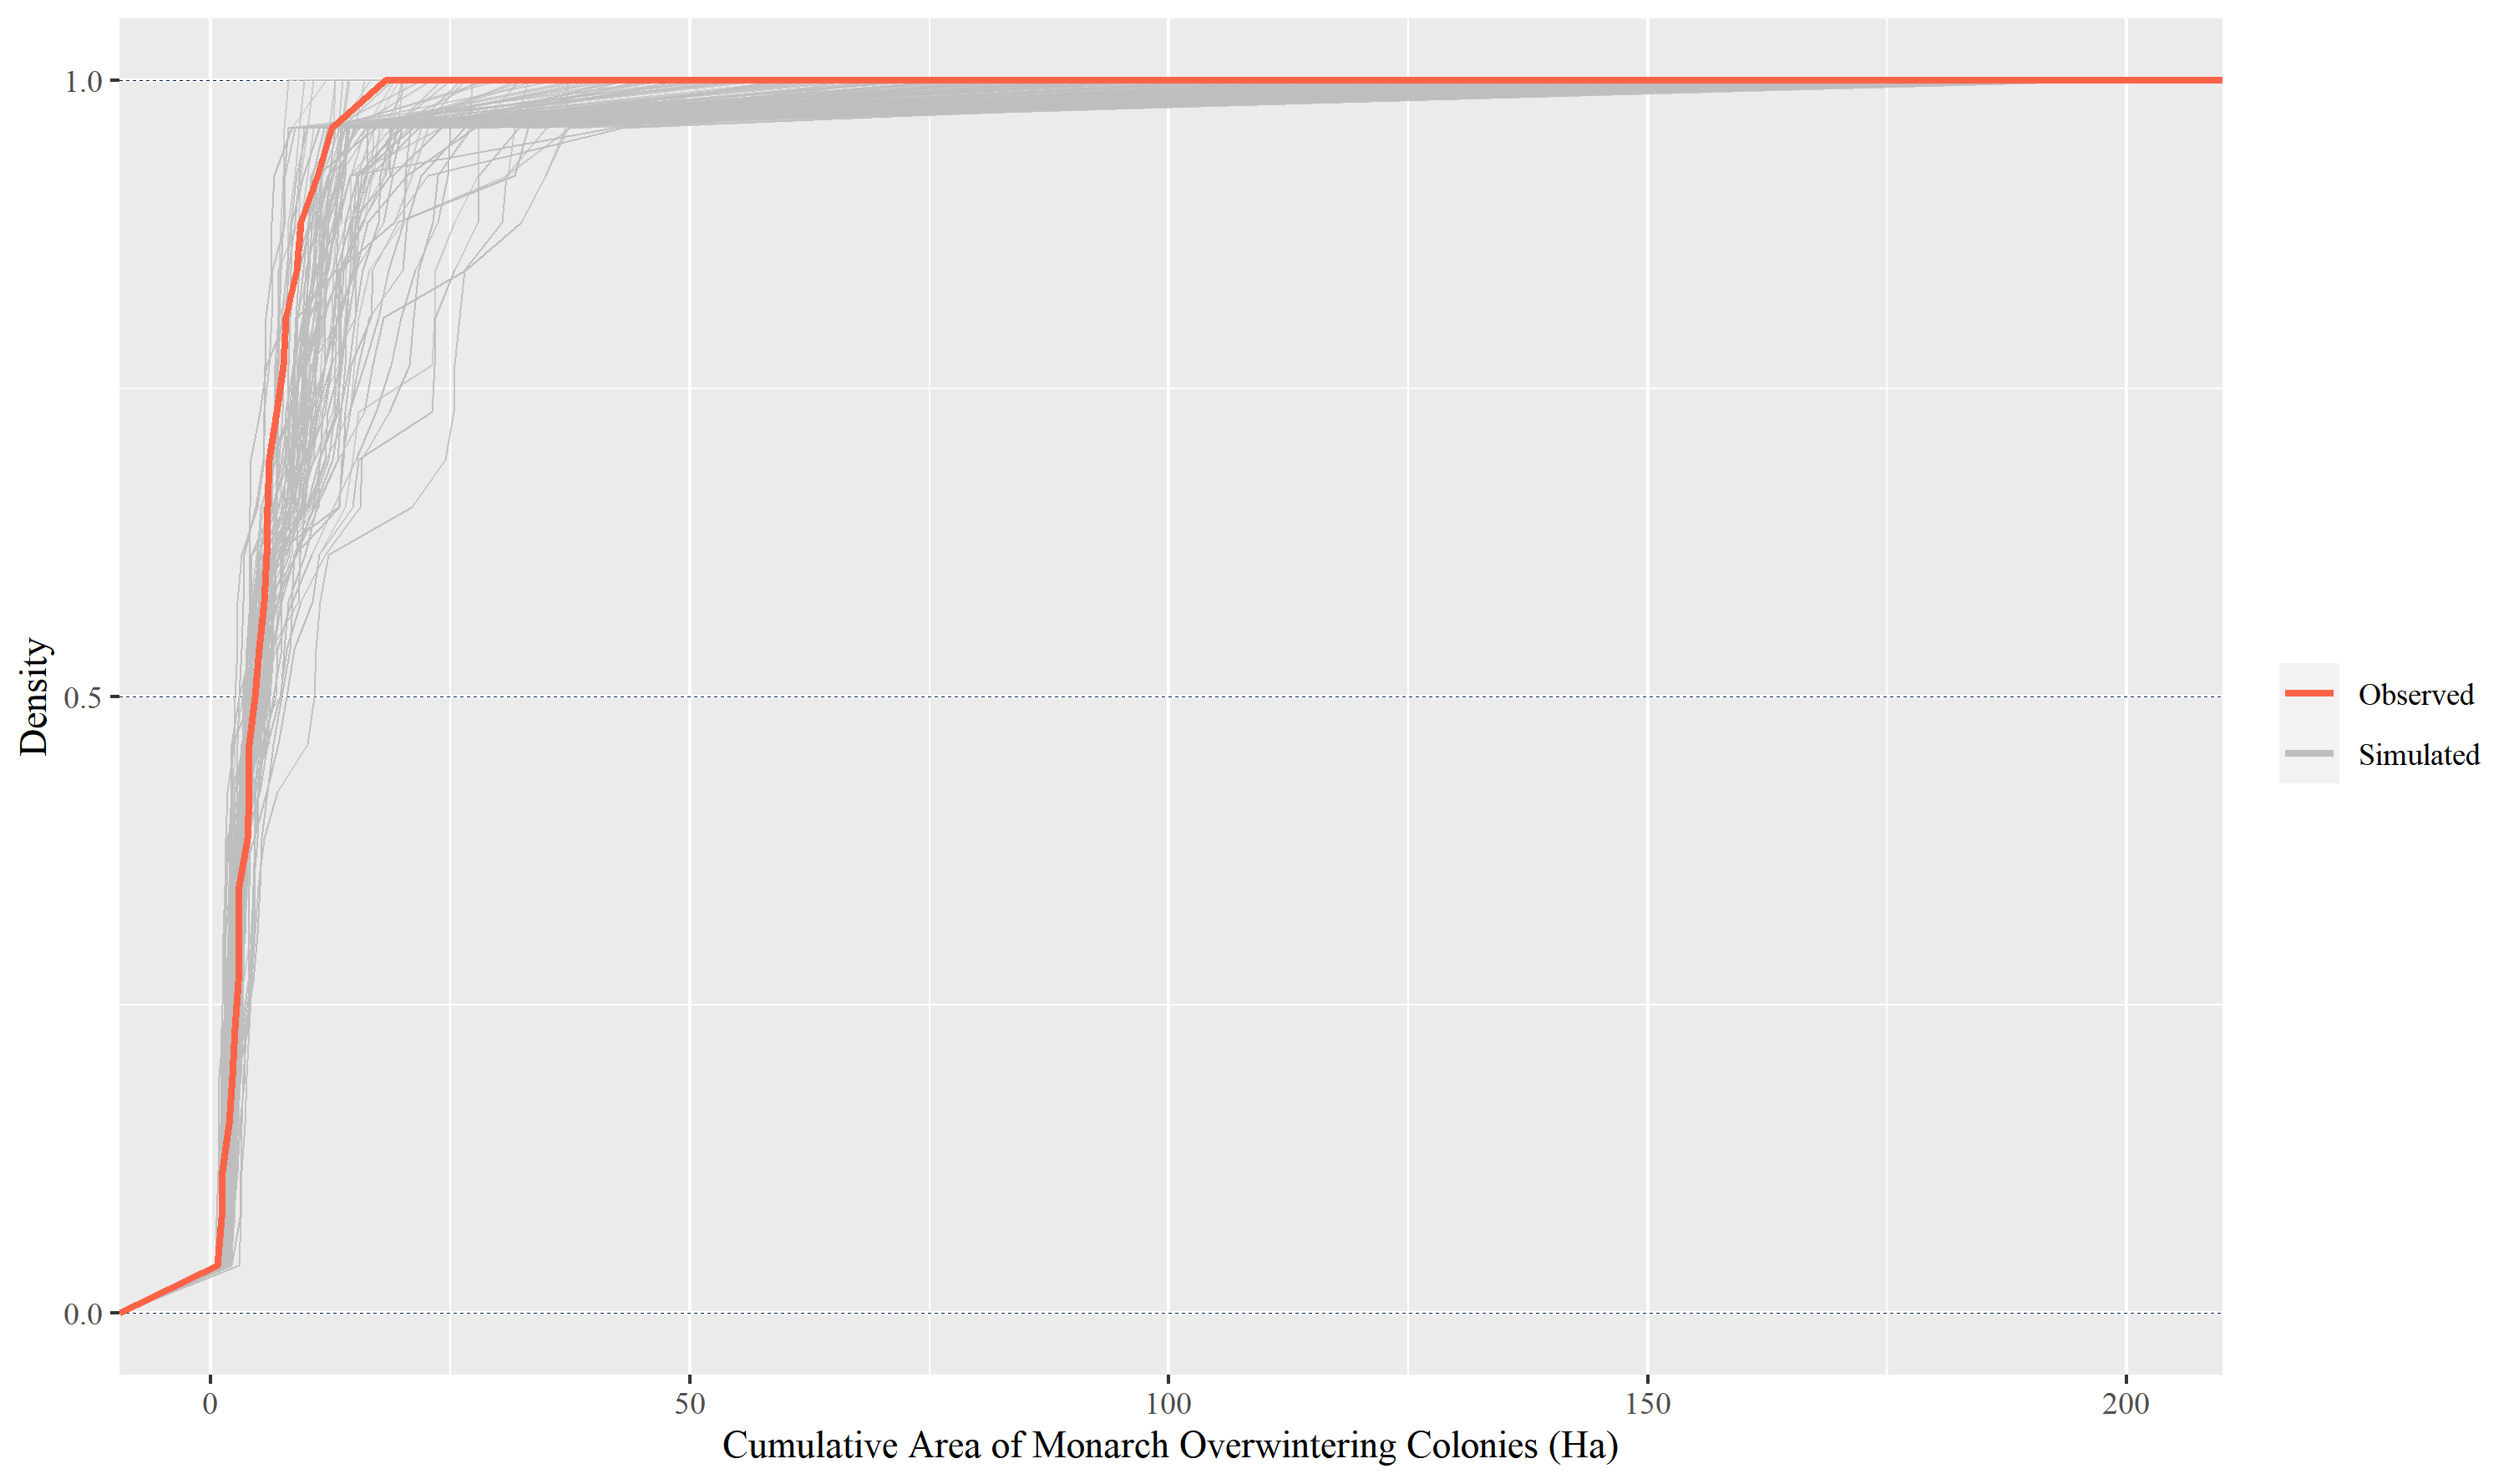 1.0
0.5
0.0
Density
0
50
100
150
200
Cumulative Area of Monarch Overwintering Colonies (Ha)
Observed
Simulated